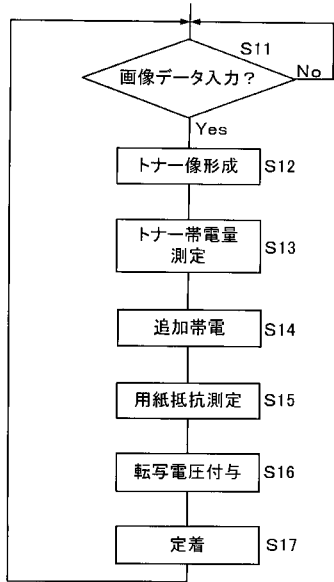 S11
画像データ入力?
No
Yes
トナー像形成 S12
トナー帯電量
測定
S13
追加帯電 S14
用紙抵抗測定 S15
転写電圧付与 S16
定着 S17